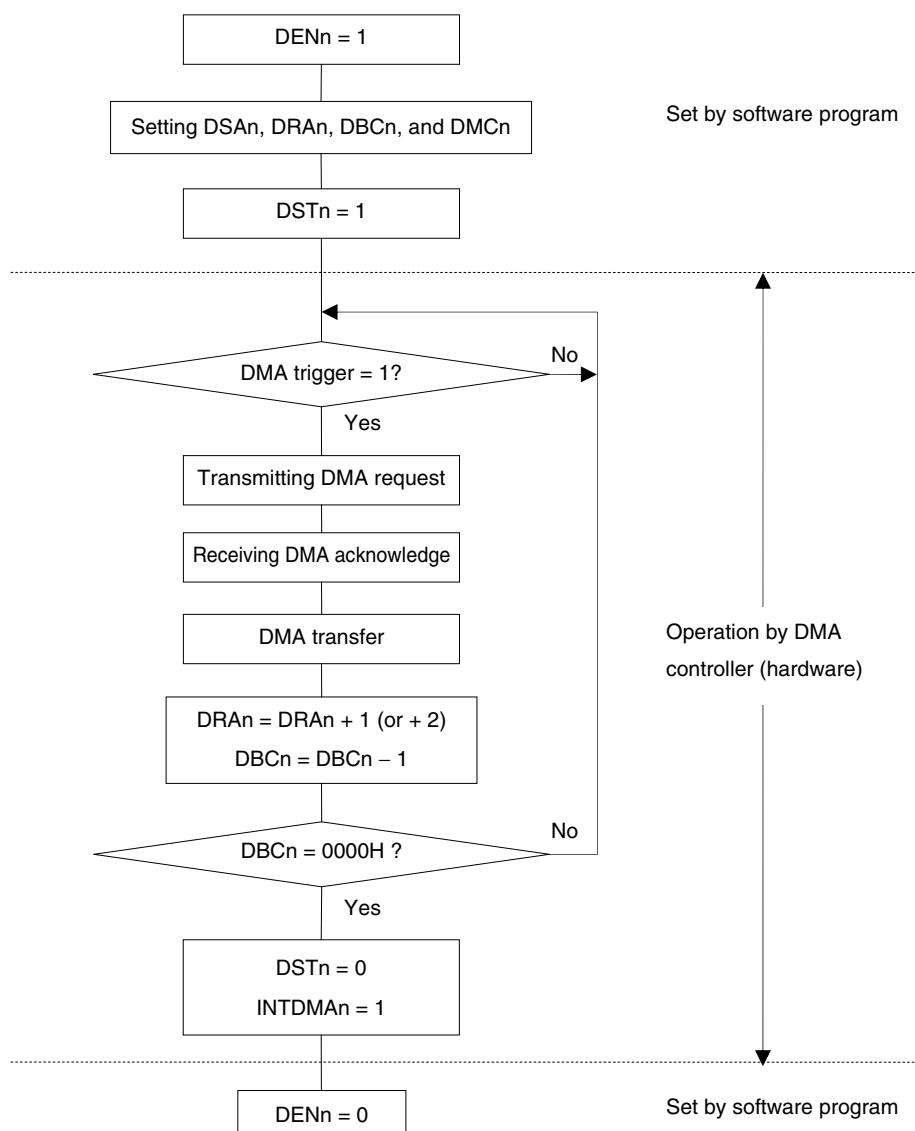 DENn = 1
Setting DSAn, DRAn, DBCn, and DMCn
Set by software program
DSTn = 1
DMA trigger = 1?
No
Yes
Transmitting DMA request
Receiving DMA acknowledge
DMA transfer
Operation by DMA
controller (hardware)
DRAn = DRAn + 1 (or + 2)
DBCn = DBCn − 1
DBCn = 0000H ?
No
Yes
DSTn = 0
INTDMAn = 1
DENn = 0
Set by software program